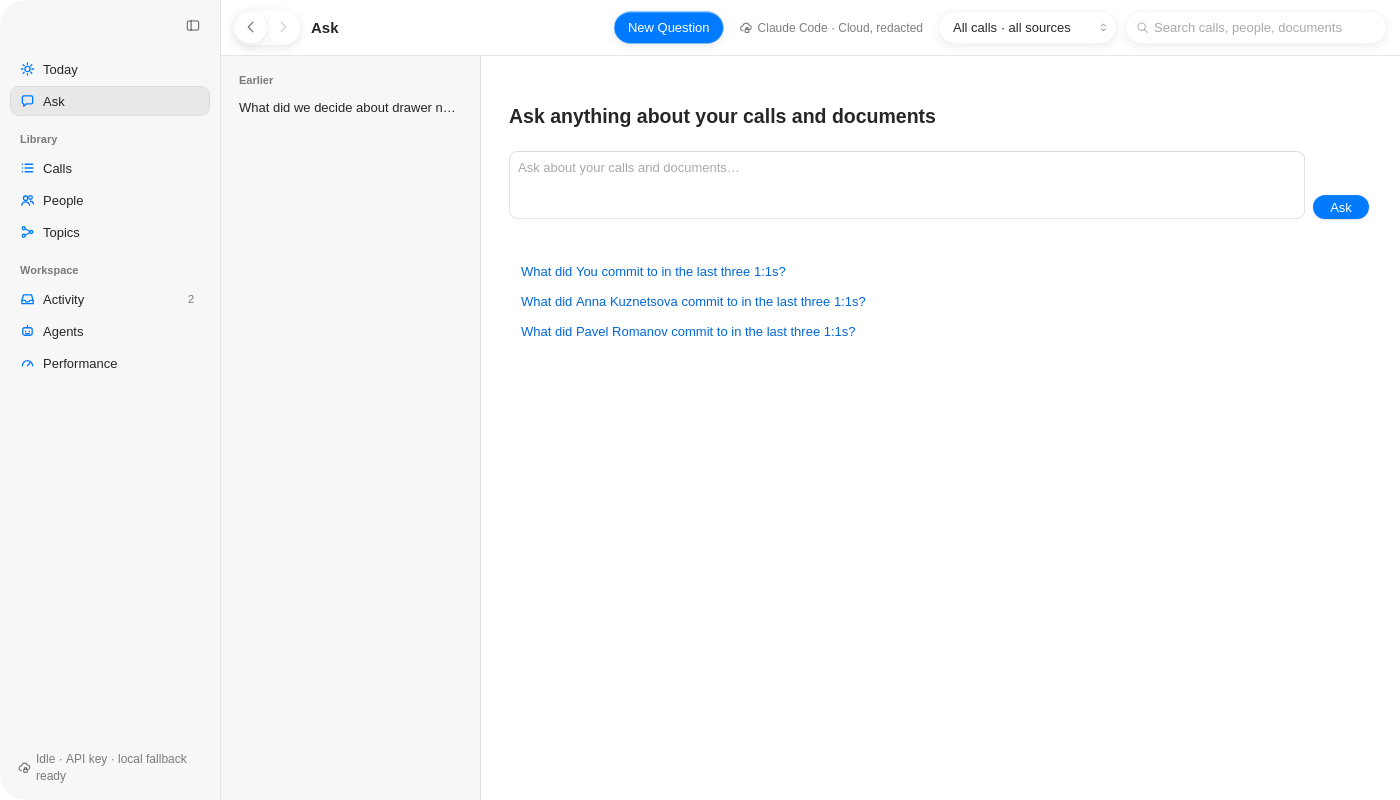 Today
Ask
Library
Calls
People
Topics
Workspace
Activity 2
Agents
Performance
Idle · API key · local fallback
ready
Ask
New Question
Claude Code · Cloud, redacted
All calls · all sources
Search calls, people, documents
Earlier
What did we decide about drawer n…
Ask anything about your calls and documents
Ask about your calls and documents…
Ask
What did You commit to in the last three 1:1s?
What did Anna Kuznetsova commit to in the last three 1:1s?
What did Pavel Romanov commit to in the last three 1:1s?